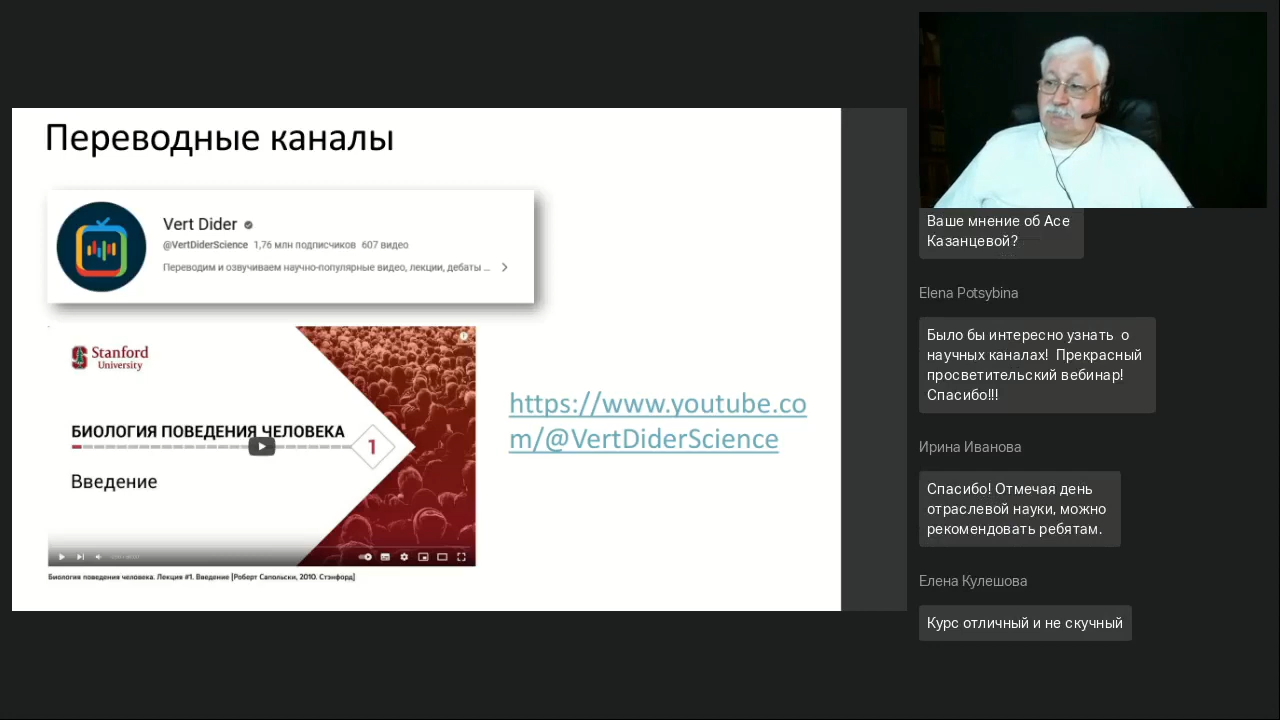 Переводные каналы
Vert Dider
@VertDiderScience 1,76 млн подписчиков 607 видео
Переводим и озвучиваем научно-популярные видео, лекции, дебаты ...
Stanford
University
БИОЛОГИЯ ПОВЕДЕНИЯ ЧЕЛОВЕКА
1
Введение
Биология поведения человека. Лекция #1. Введение [Роберт Сапольски, 2010. Стэнфорд]
https://www.youtube.co
m/@VertDiderScience
Ваше мнение об Асе
Казанцевой?
Elena Potsybina
Было бы интересно узнать о
научных каналах! Прекрасный
просветительский вебинар!
Спасибо!!!
Ирина Иванова
Спасибо! Отмечая день
отраслевой науки, можно
рекомендовать ребятам.
Елена Кулешова
Курс отличный и не скучный